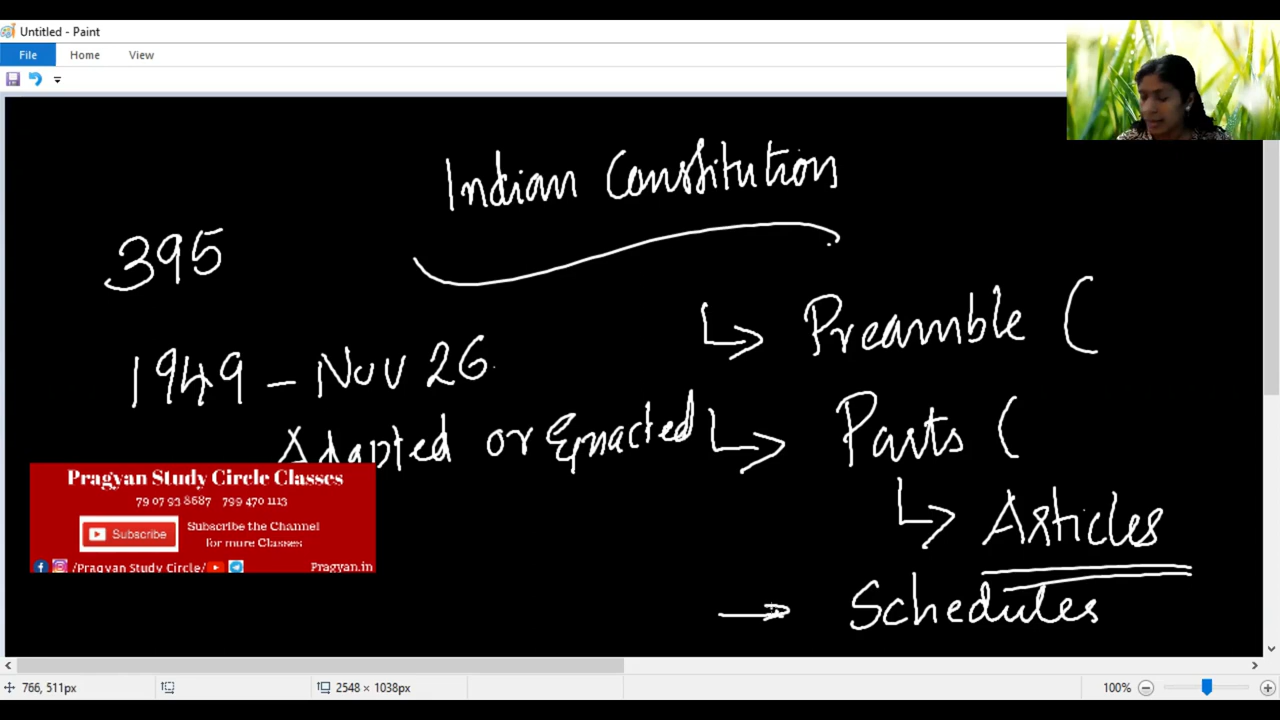 Untitled - Paint
File Home View
Indian Constitution
395
Preamble (
1949 - Nov 26
Adapted or Enacted
Parts (
Articles
Schedules
Pragyan Study Circle Classes
79 07 93 8687 799 470 1113
Subscribe
Subscribe the Channel
for more Classes
/Pragyan Study Circle/
Pragyan.in
766, 511px
2548 × 1038px
100%